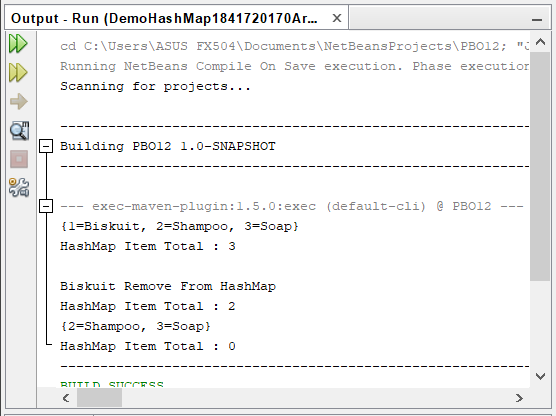 Output - Run (DemoHashMap1841720170Ar...
cd C:\Users\ASUS FX504\Documents\NetBeansProjects\PBO12;
Running NetBeans Compile On Save execution. Phase execution
Scanning for projects...
------------------------------------------------------------------------
Building PBO12 1.0-SNAPSHOT
------------------------------------------------------------------------
--- exec-maven-plugin:1.5.0:exec (default-cli) @ PBO12 ---
{1=Biskuit, 2=Shampoo, 3=Soap}
HashMap Item Total : 3
Biskuit Remove From HashMap
HashMap Item Total : 2
{2=Shampoo, 3=Soap}
HashMap Item Total : 0
------------------------------------------------------------------------
BUILD SUCCESS